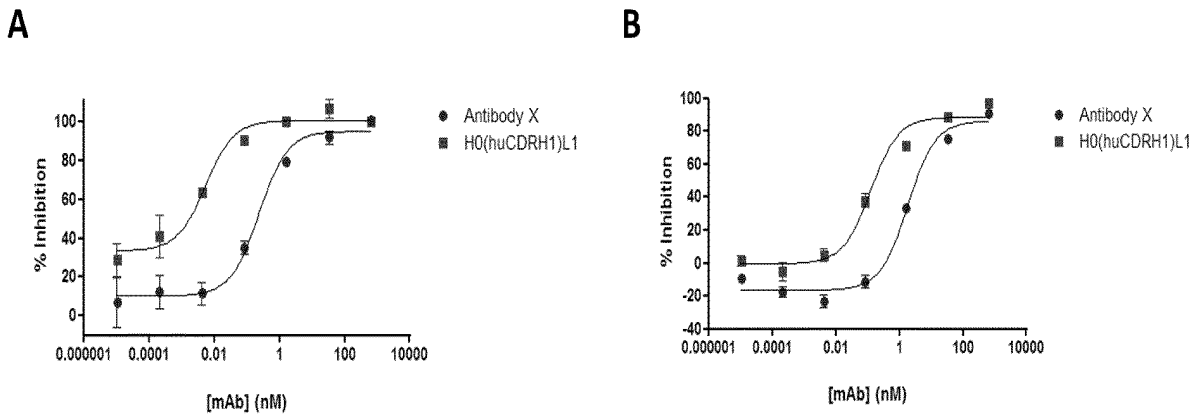 A
% Inhibition
100
80
60
40
20
0
0.000001 0.0001 0.01 1 100 10000
[mAb] (nM)
Antibody X
H0(huCDRH1)L1
B
% Inhibition
100
80
60
40
20
0
-20
-40
0.000001 0.0001 0.01 1 100 10000
[mAb] (nM)
Antibody X
H0(huCDRH1)L1